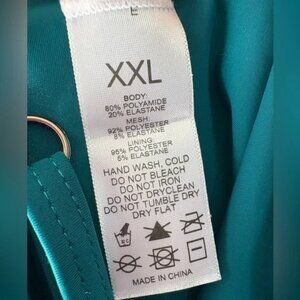 XXL
BODY:
80% POLYAMIDE
20% ELASTANE
MESH:
92% POLYESTER
8% ELASTANE
LINING:
95% POLYESTER
5% ELASTANE
HAND WASH, COLD
DO NOT BLEACH
DO NOT IRON
DO NOT DRYCLEAN
DO NOT TUMBLE DRY
DRY FLAT
MADE IN CHINA